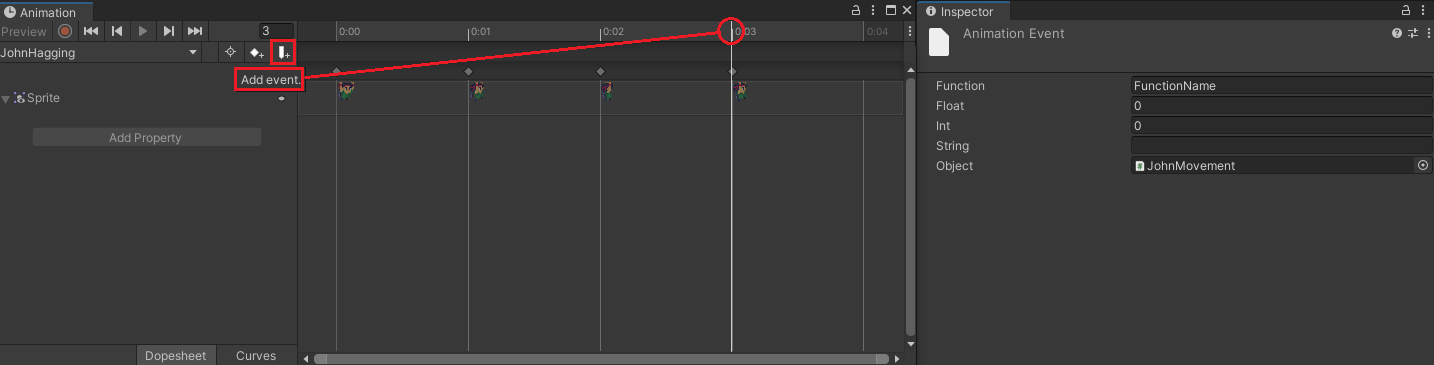 Animation
Preview
3
0:00
0:01
0:02
0:03
0:04
JohnHagging
Add event.
Sprite
Add Property
Dopesheet
Curves
Inspector
Animation Event
Function
FunctionName
Float
0
Int
0
String
Object
JohnMovement